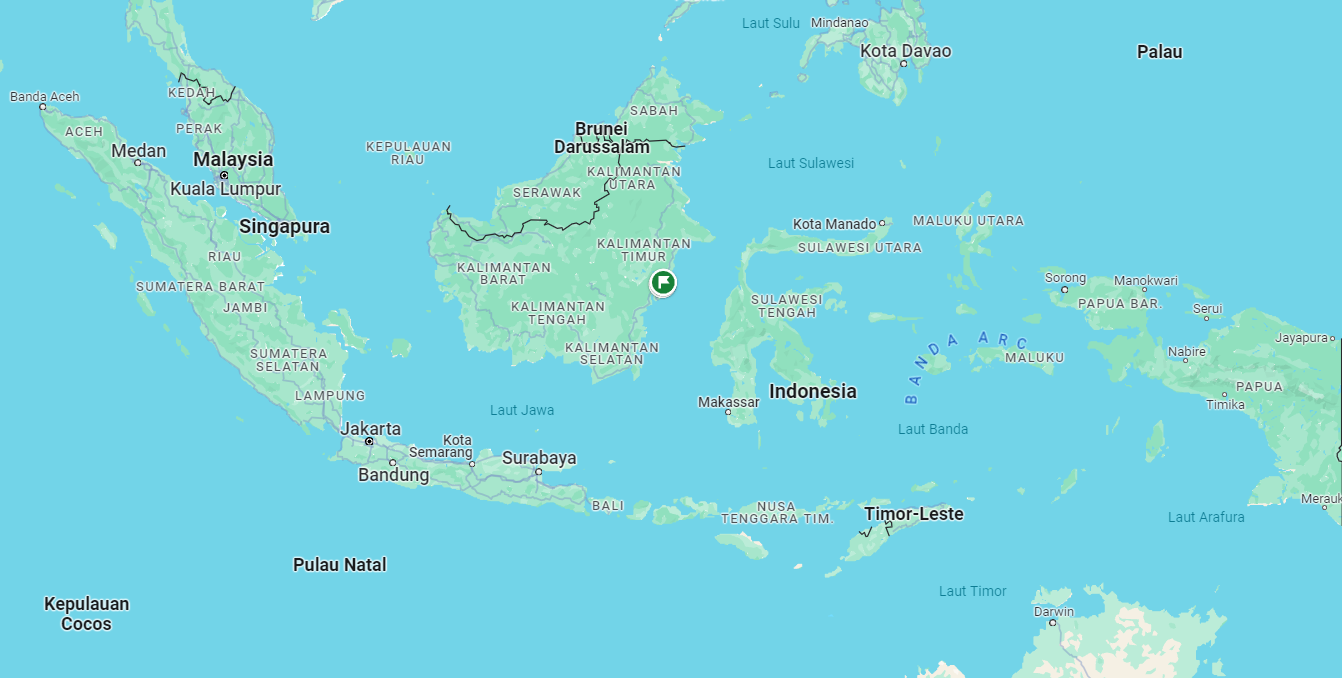 Laut Sulu
Mindanao
Kota Davao
Palau
Banda Aceh
KEDAH
ACEH
PERAK
Medan
Malaysia
Kuala Lumpur
Singapura
KEPULAUAN
RIAU
SABAH
Brunei
Darussalam
KALIMANTAN
UTARA
SERAWAK
Laut Sulawesi
Kota Manado
MALUKU UTARA
SULAWESI UTARA
RIAU
KALIMANTAN
TIMUR
KALIMANTAN
BARAT
SUMATERA BARAT
JAMBI
KALIMANTAN
TENGAH
SULAWESI
TENGAH
Sorong
Manokwari
PAPUA BAR.
Serui
Jayapura
SUMATERA
SELATAN
KALIMANTAN
SELATAN
BANDA ARC
MALUKU
Nabire
PAPUA
Timika
LAMPUNG
Indonesia
Makassar
Laut Jawa
Laut Banda
Jakarta
Kota
Semarang
Bandung
Surabaya
BALI
NUSA
TENGGARA TIM.
Timor-Leste
Merauk
Laut Arafura
Pulau Natal
Kepulauan
Cocos
Laut Timor
Darwin